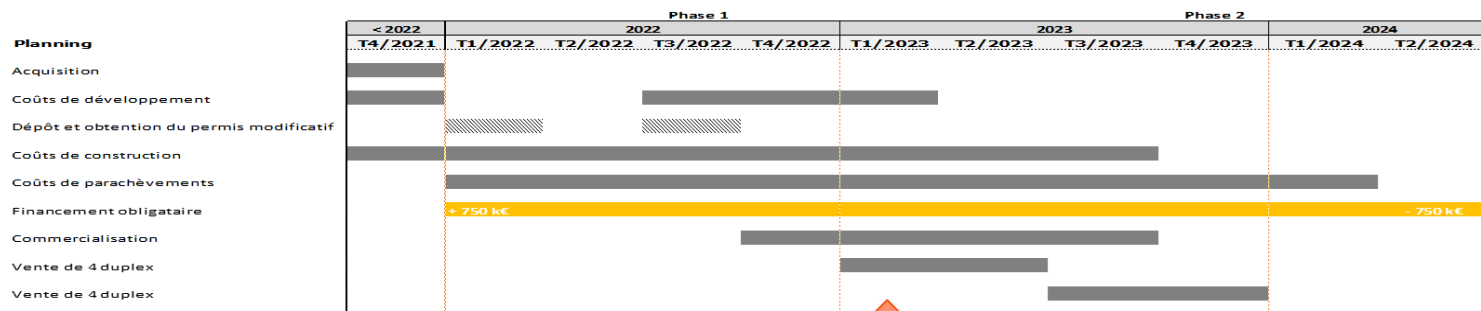 Phase 1 Phase 2
< 2022 2022 2023 2024
Planning T4/2021 T1/2022 T2/2022 T3/2022 T4/2022 T1/2023 T2/2023 T3/2023 T4/2023 T1/2024 T2/2024
Acquisition
Coûts de développement
Dépôt et obtention du permis modificatif
Coûts de construction
Coûts de parachèvements
Financement obligataire + 750 k€ - 750 k€
Commercialisation
Vente de 4 duplex
Vente de 4 duplex